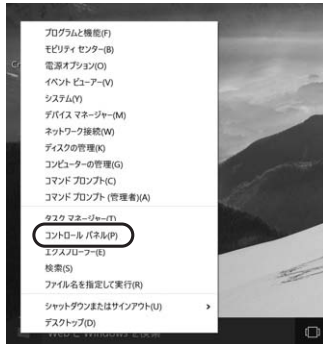 プログラムと機能(F)
モビリティ センター(B)
電源オプション(O)
イベント ビューアー(V)
システム(Y)
デバイス マネージャー(M)
ネットワーク接続(W)
ディスクの管理(K)
コンピューターの管理(G)
コマンド プロンプト(C)
コマンド プロンプト (管理者)(A)
タスク マネージャー(T)
コントロール パネル(P)
エクスプローラー(E)
検索(S)
ファイル名を指定して実行(R)
シャットダウンまたはサインアウト(U)
デスクトップ(D)
Web と Windows を検索